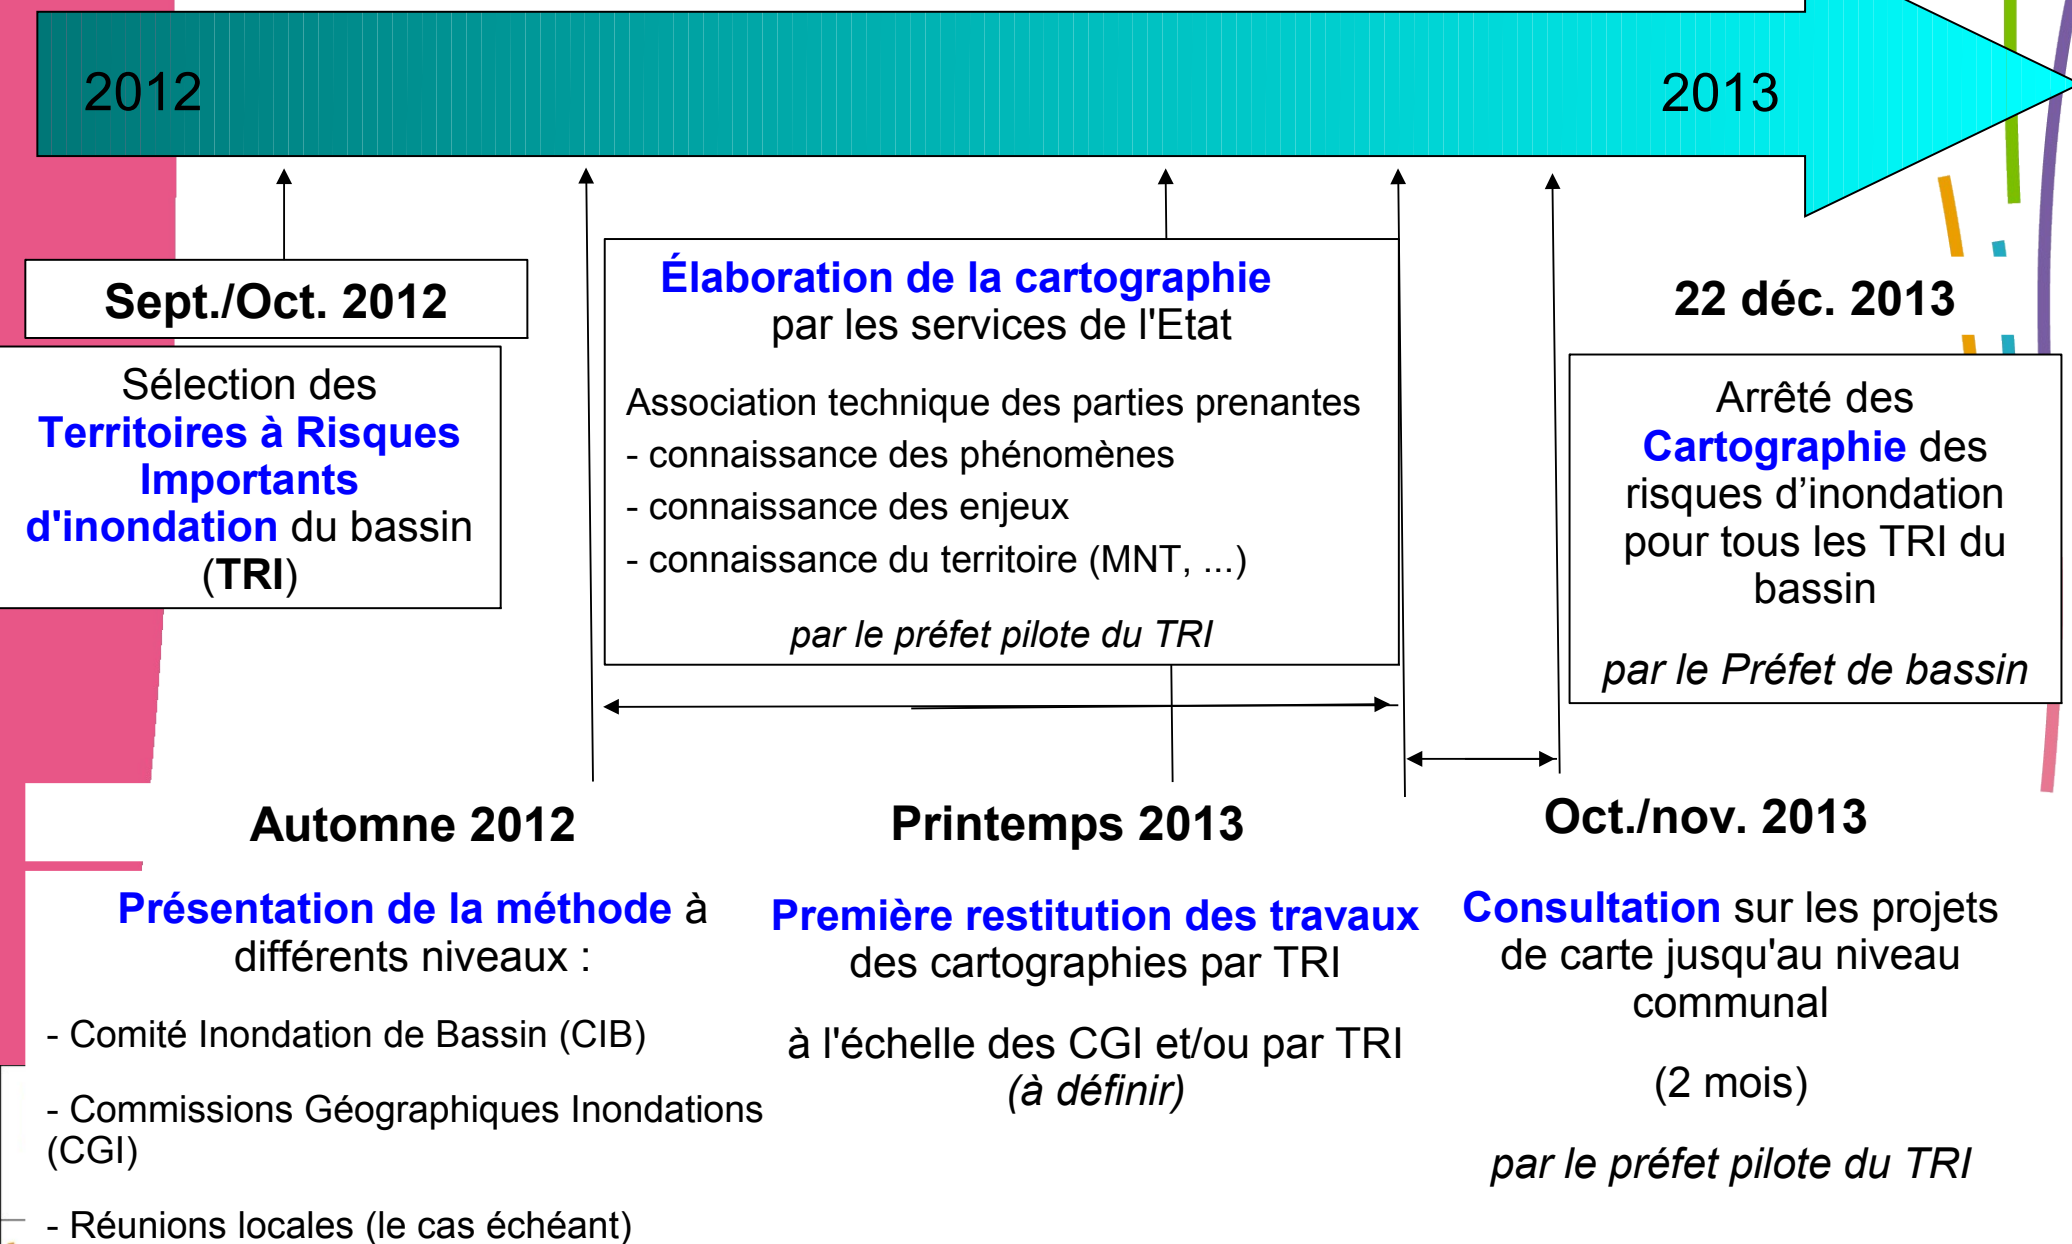 2012
2013
Sept./Oct. 2012
Sélection des
Territoires à Risques
Importants
d'inondation du bassin
(TRI)
Élaboration de la cartographie
par les services de l'Etat
Association technique des parties prenantes
- connaissance des phénomènes
- connaissance des enjeux
- connaissance du territoire (MNT, ...)
par le préfet pilote du TRI
22 déc. 2013
Arrêté des
Cartographie des
risques d’inondation
pour tous les TRI du
bassin
par le Préfet de bassin
Automne 2012
Présentation de la méthode à
différents niveaux :
- Comité Inondation de Bassin (CIB)
- Commissions Géographiques Inondations
(CGI)
- Réunions locales (le cas échéant)
Printemps 2013
Première restitution des travaux
des cartographies par TRI
à l'échelle des CGI et/ou par TRI
(à définir)
Oct./nov. 2013
Consultation sur les projets
de carte jusqu'au niveau
communal
(2 mois)
par le préfet pilote du TRI